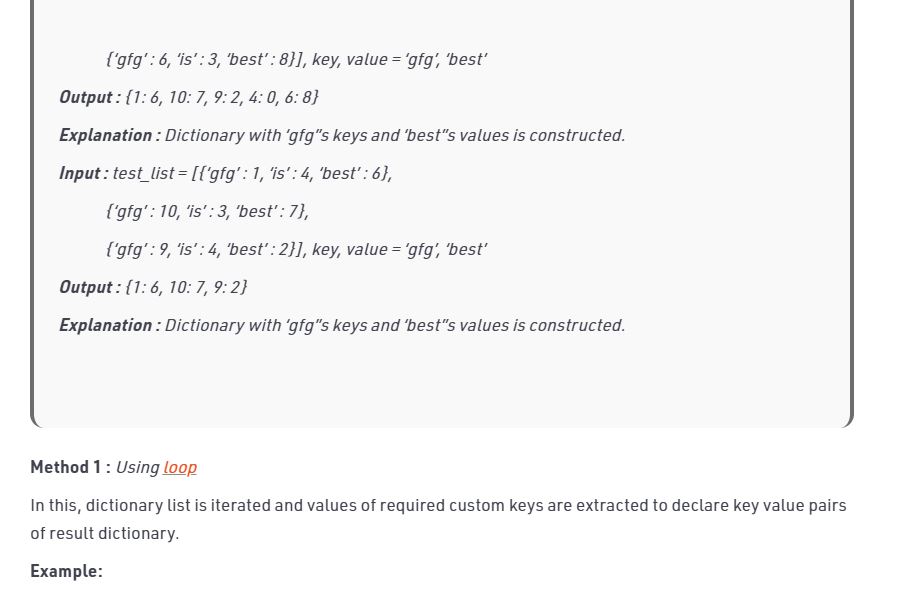 {‘gfg’ : 6, ‘is’ : 3, ‘best’ : 8}], key, value = ‘gfg’, ‘best’
Output : {1: 6, 10: 7, 9: 2, 4: 0, 6: 8}
Explanation : Dictionary with ‘gfg”s keys and ‘best”s values is constructed.
Input : test_list = [{‘gfg’ : 1, ‘is’ : 4, ‘best’ : 6},
{‘gfg’ : 10, ‘is’ : 3, ‘best’ : 7},
{‘gfg’ : 9, ‘is’ : 4, ‘best’ : 2}], key, value = ‘gfg’, ‘best’
Output : {1: 6, 10: 7, 9: 2}
Explanation : Dictionary with ‘gfg”s keys and ‘best”s values is constructed.
Method 1 : Using loop
In this, dictionary list is iterated and values of required custom keys are extracted to declare key value pairs
of result dictionary.
Example: